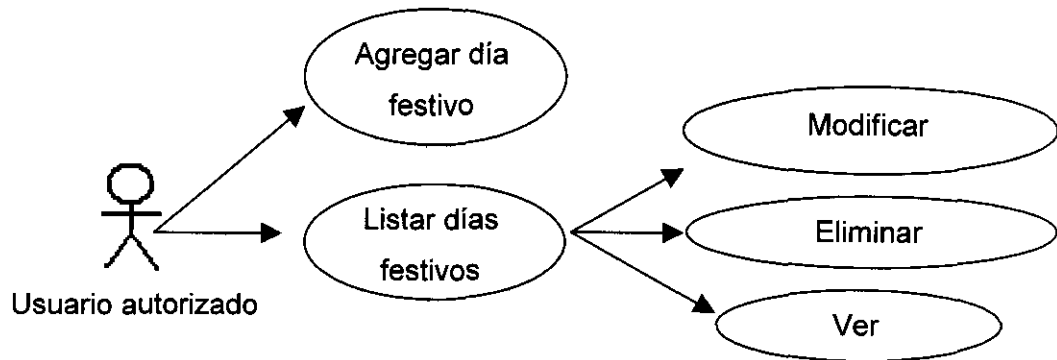 Agregar día
festivo
Modificar
Listar días
festivos
Eliminar
Usuario autorizado
Ver